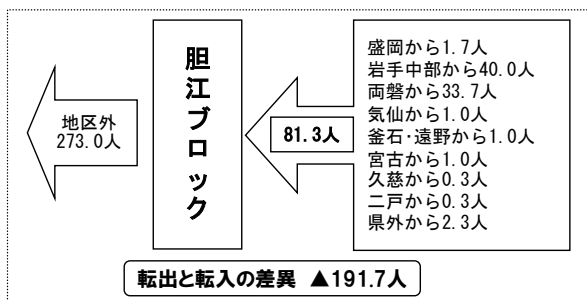 地区外
273.0人
胆江ブロック
81.3人
盛岡から1.7人
岩手中部から40.0人
両磐から33.7人
気仙から1.0人
釜石・遠野から1.0人
宮古から1.0人
久慈から0.3人
二戸から0.3人
県外から2.3人
転出と転入の差異 ▲191.7人